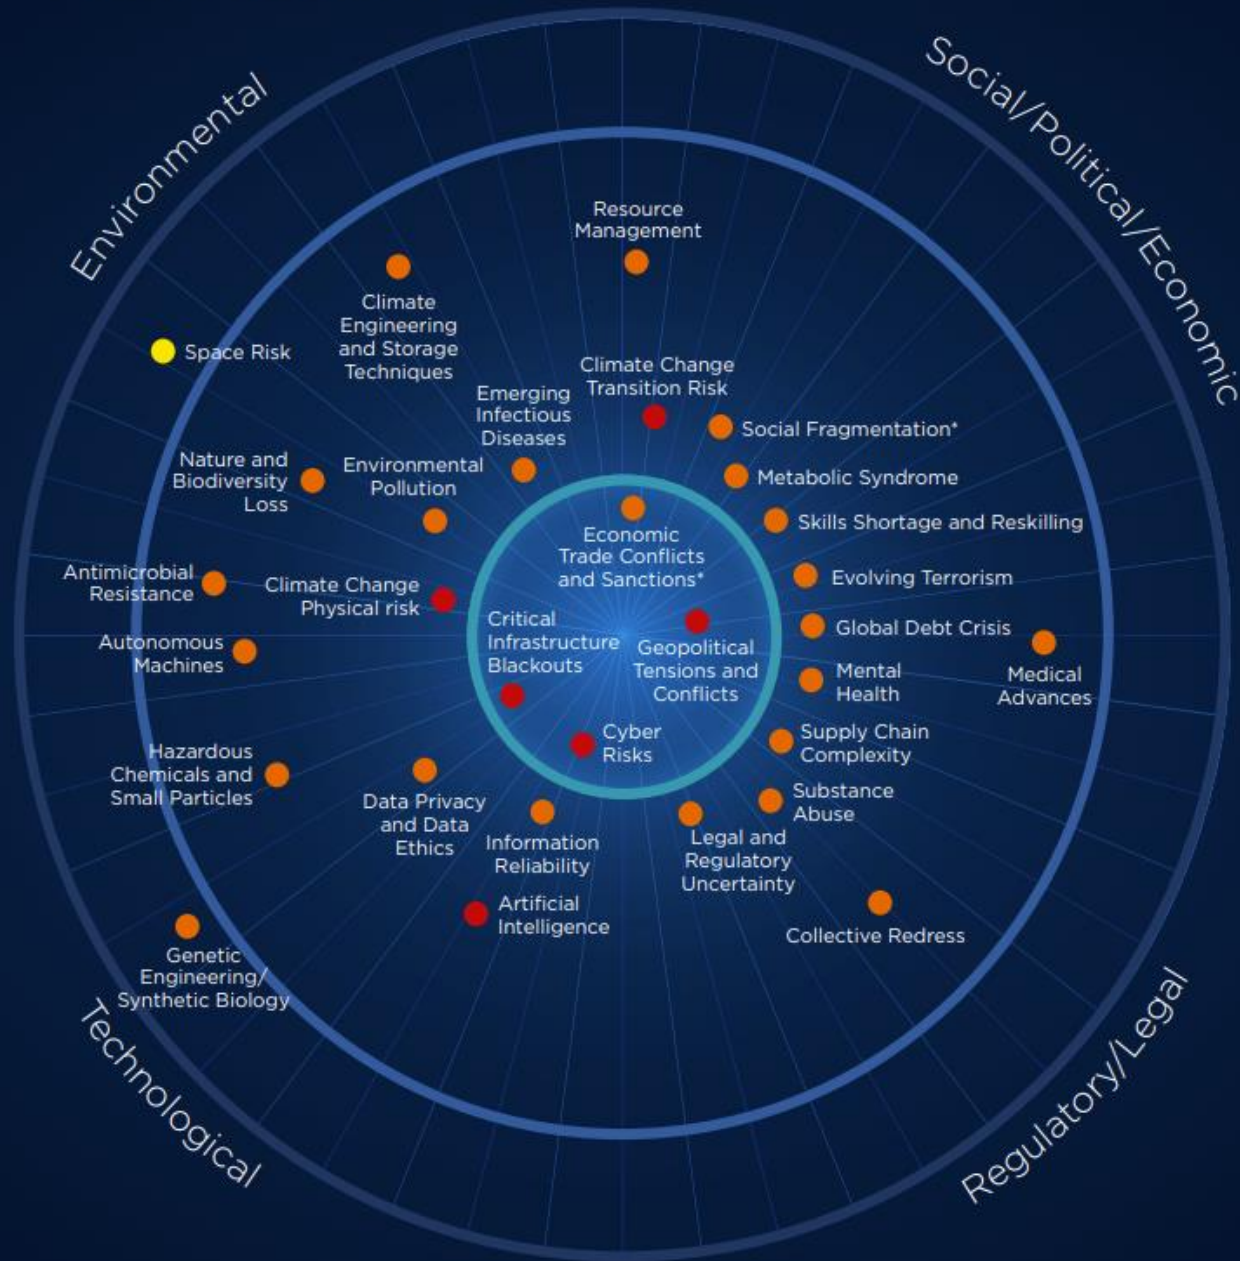 Environmental
Social/Political/Economic
Resource
Management
Climate
Engineering
and Storage
Techniques
Space Risk
Climate Change
Transition Risk
Emerging
Infectious
Diseases
Social Fragmentation*
Nature and
Biodiversity
Loss
Environmental
Pollution
Metabolic Syndrome
Skills Shortage and Reskilling
Economic
Trade Conflicts
and Sanctions*
Antimicrobial
Resistance
Climate Change
Physical risk
Evolving Terrorism
Critical
Infrastructure
Blackouts
Geopolitical
Tensions and
Conflicts
Global Debt Crisis
Autonomous
Machines
Mental
Health
Medical
Advances
Cyber
Risks
Supply Chain
Complexity
Hazardous
Chemicals and
Small Particles
Data Privacy
and Data
Ethics
Substance
Abuse
Information
Reliability
Legal and
Regulatory
Uncertainty
Artificial
Intelligence
Collective Redress
Genetic
Engineering/
Synthetic Biology
Technological
Regulatory/Legal